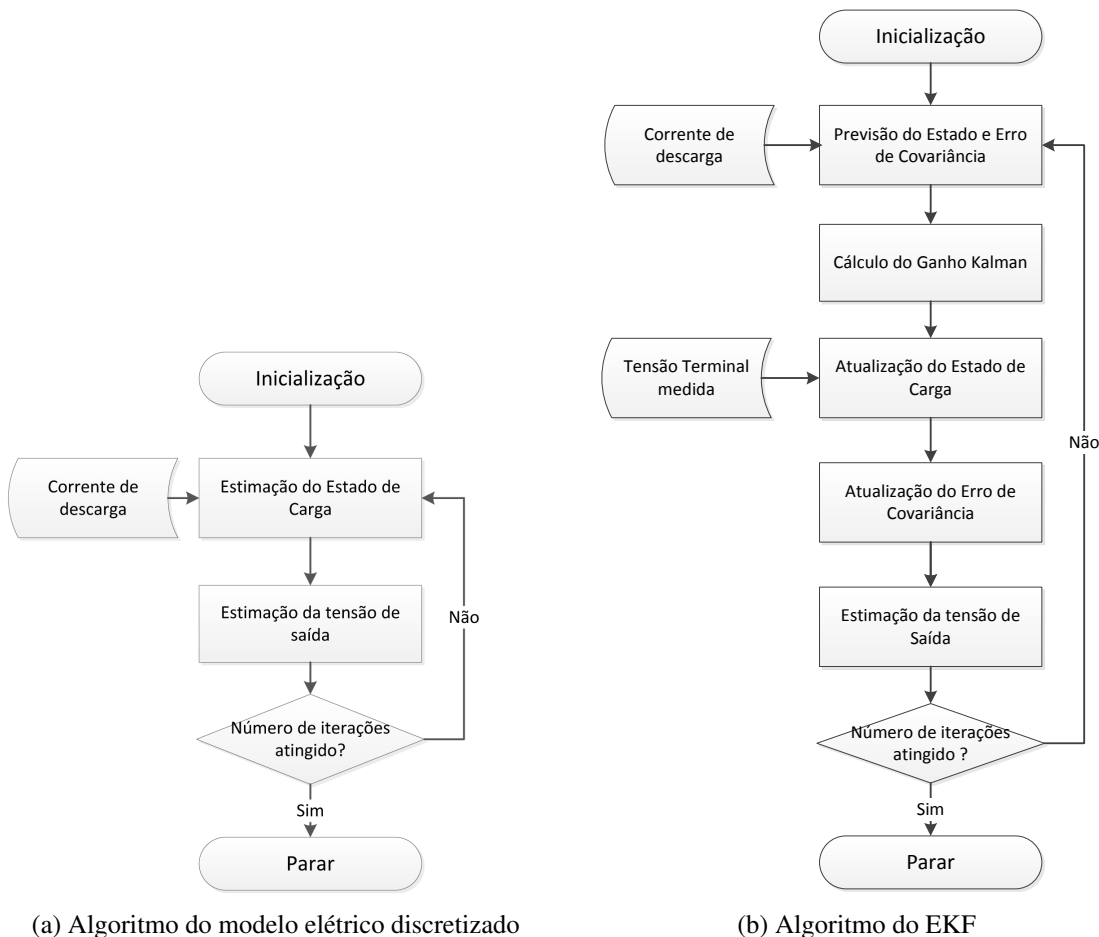 Inicialização
Corrente de
descarga
Estimação do Estado de
Carga
Estimação da tensão de
saída
Não
Número de iterações
atingido?
Sim
Parar
(a) Algoritmo do modelo elétrico discretizado
Inicialização
Corrente de
descarga
Previsão do Estado e Erro
de Covariância
Cálculo do Ganho Kalman
Tensão Terminal
medida
Atualização do Estado de
Carga
Não
Atualização do Erro de
Covariância
Estimação da tensão de
Saída
Número de iterações
atingido ?
Sim
Parar
(b) Algoritmo do EKF